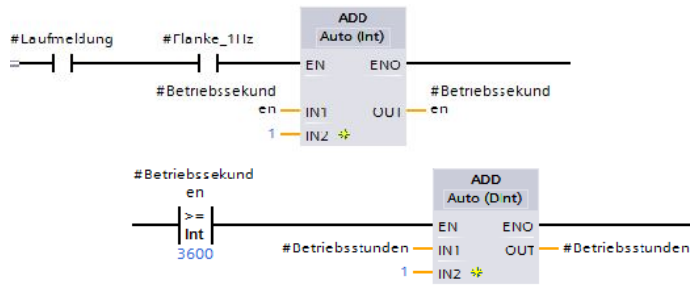 ADD
#Laufmeldung #Flanke_1Hz Auto (Int)
EN ENO
#Betriebssekund #Betriebssekund
en IN1 OUT en
1 IN2
#Betriebssekund
en ADD
>= Auto (DInt)
Int EN ENO
3600 #Betriebsstunden IN1 OUT #Betriebsstunden
1 IN2